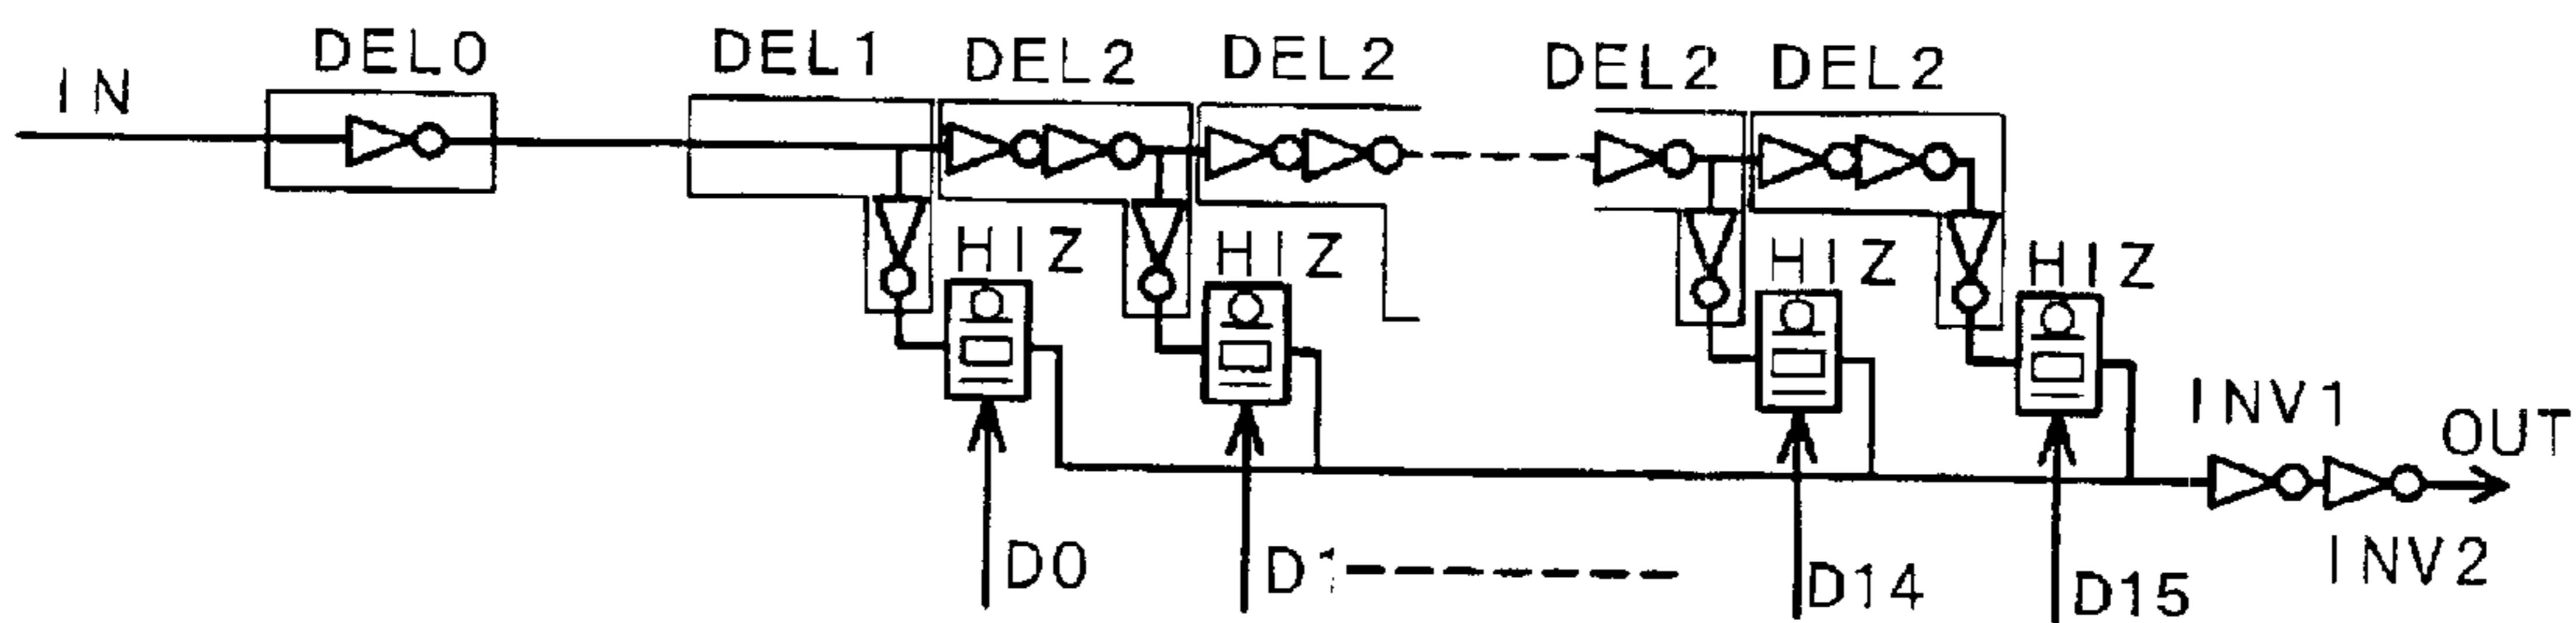 IN
DEL0
DEL1
DEL2
DEL2
DEL2
DEL2
HIZ
HIZ
HIZ
HIZ
INV1
OUT
INV2
D0
D1
D14
D15